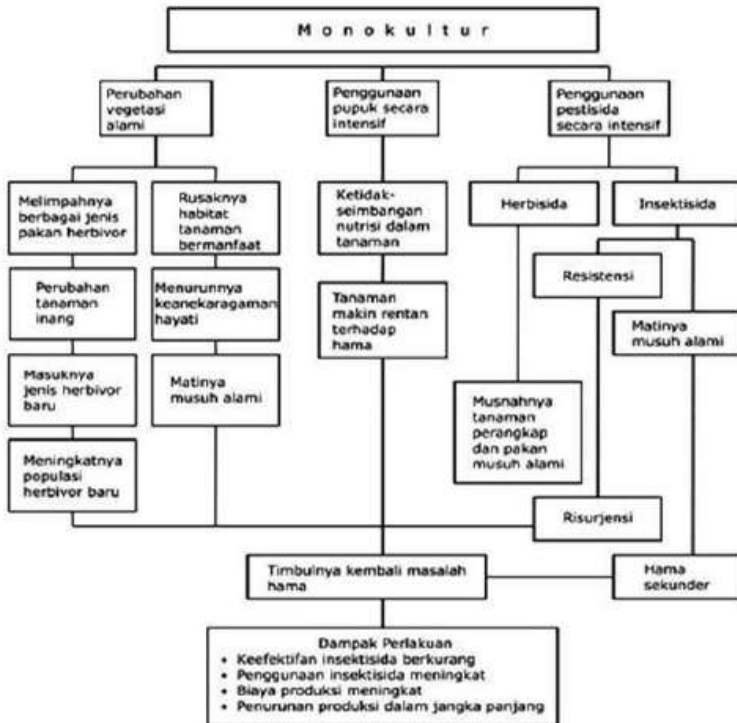 Monokultur
Perubahan
vegetasi
alami
Penggunaan
pupuk secara
intensif
Penggunaan
pestisida
secara intensif
Melimpahnya
berbagai jenis
pakan herbivor
Rusaknya
habitat
tanaman
bermanfaat
Ketidak-
seimbangan
nutrisi dalam
tanaman
Herbisida
Insektisida
Perubahan
tanaman
inang
Menurunnya
keanekaragaman
hayati
Tanaman
makin rentan
terhadap
hama
Resistensi
Matinya
musuh alami
Masuknya
jenis herbivor
baru
Matinya
musuh alami
Musnahnya
tanaman
perangkap
dan pakan
musuh alami
Meningkatnya
populasi
herbivor baru
Risurjensi
Timbulnya kembali masalah
hama
Hama
sekunder
Dampak Perlakuan
• Keefektifan insektisida berkurang
• Penggunaan insektisida meningkat
• Biaya produksi meningkat
• Penurunan produksi dalam jangka panjang